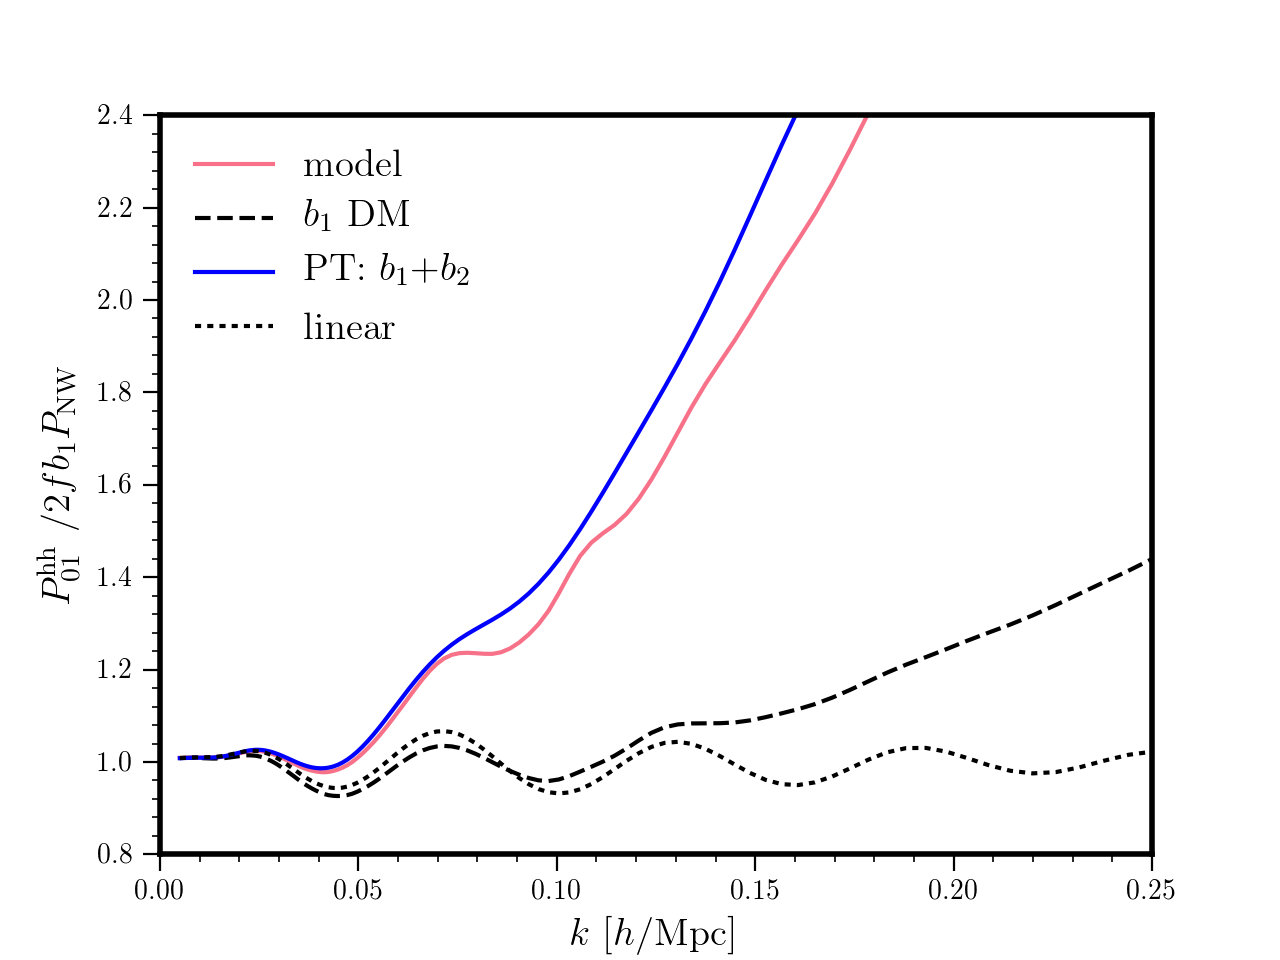 2.4
2.2
2.0
1.8
1.6
1.4
1.2
1.0
0.8
model
b₁ DM
PT: b₁+b₂
linear
P₀₁ʰʰ /2fb₁P_NW
0.00 0.05 0.10 0.15 0.20 0.25
k [h/Mpc]